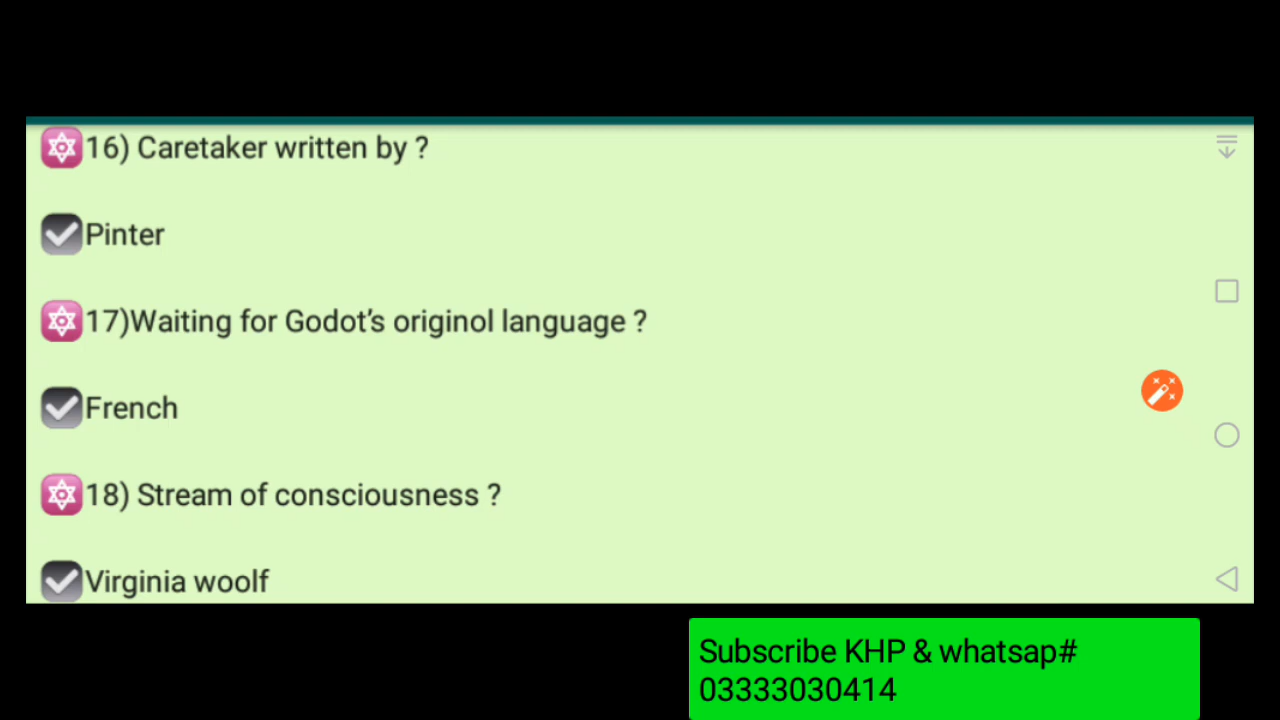 16) Caretaker written by ?
Pinter
17)Waiting for Godot's originol language ?
French
18) Stream of consciousness ?
Virginia woolf
Subscribe KHP & whatsap#
03333030414